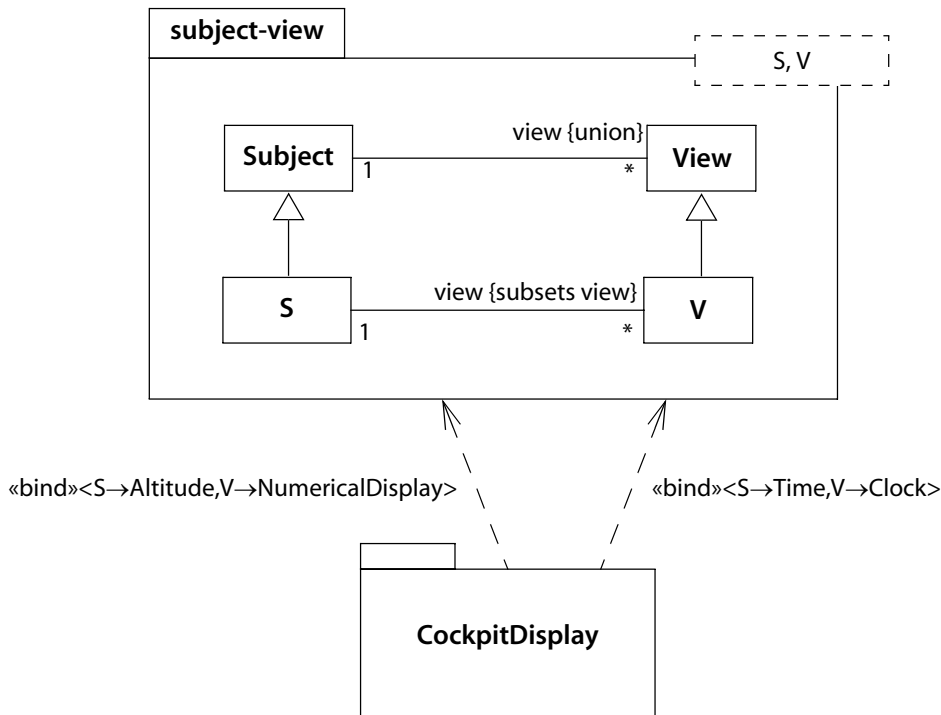 subject-view
S, V
view {union}
Subject
View
1
*
view {subsets view}
S
V
1
*
«bind»<S→Altitude,V→NumericalDisplay>
«bind»<S→Time,V→Clock>
CockpitDisplay